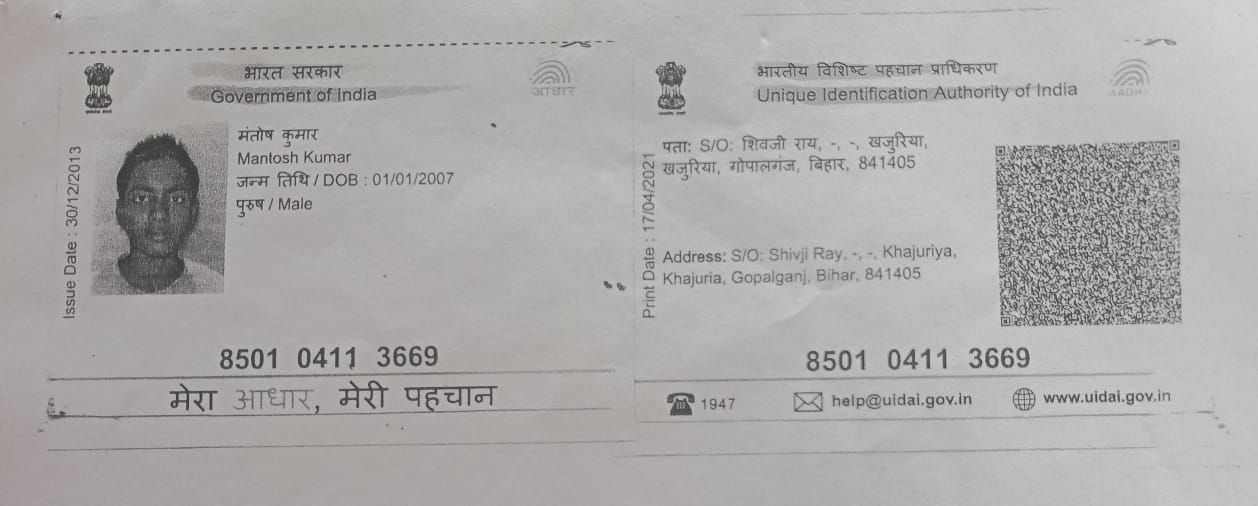 भारत सरकार
Government of India
आधार
Issue Date : 30/12/2013
मंतोष कुमार
Mantosh Kumar
जन्म तिथि / DOB : 01/01/2007
पुरुष / Male
8501 0411 3669
मेरा आधार, मेरी पहचान
भारतीय विशिष्ट पहचान प्राधिकरण
Unique Identification Authority of India
Print Date : 17/04/2021
पता: S/O: शिवजी राय, -, -, खजुरिया,
खजुरिया, गोपालगंज, बिहार, 841405
Address: S/O: Shivji Ray, -, -, Khajuriya,
Khajuria, Gopalganj, Bihar, 841405
8501 0411 3669
1947
help@uidai.gov.in
www.uidai.gov.in